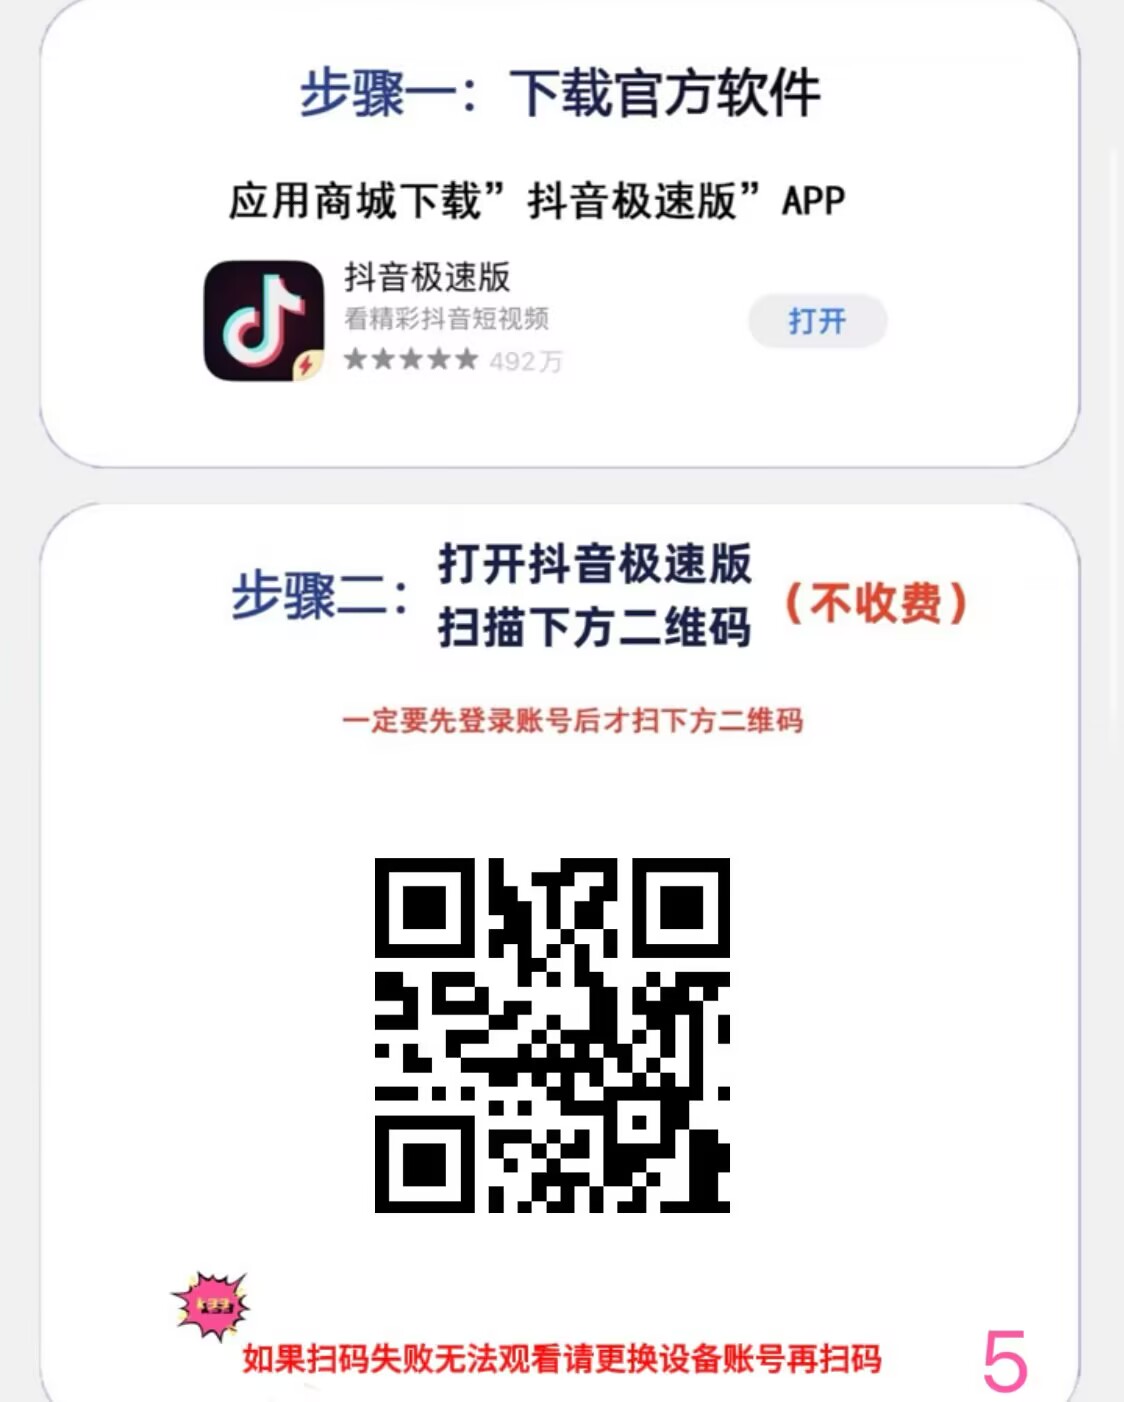 步骤一：下载官方软件
应用商城下载”抖音极速版”APP
抖音极速版
看精彩抖音短视频
★★★★★ 492万
打开
步骤二：
打开抖音极速版
扫描下方二维码
（不收费）
一定要先登录账号后才扫下方二维码
如果扫码失败无法观看请更换设备账号再扫码
5